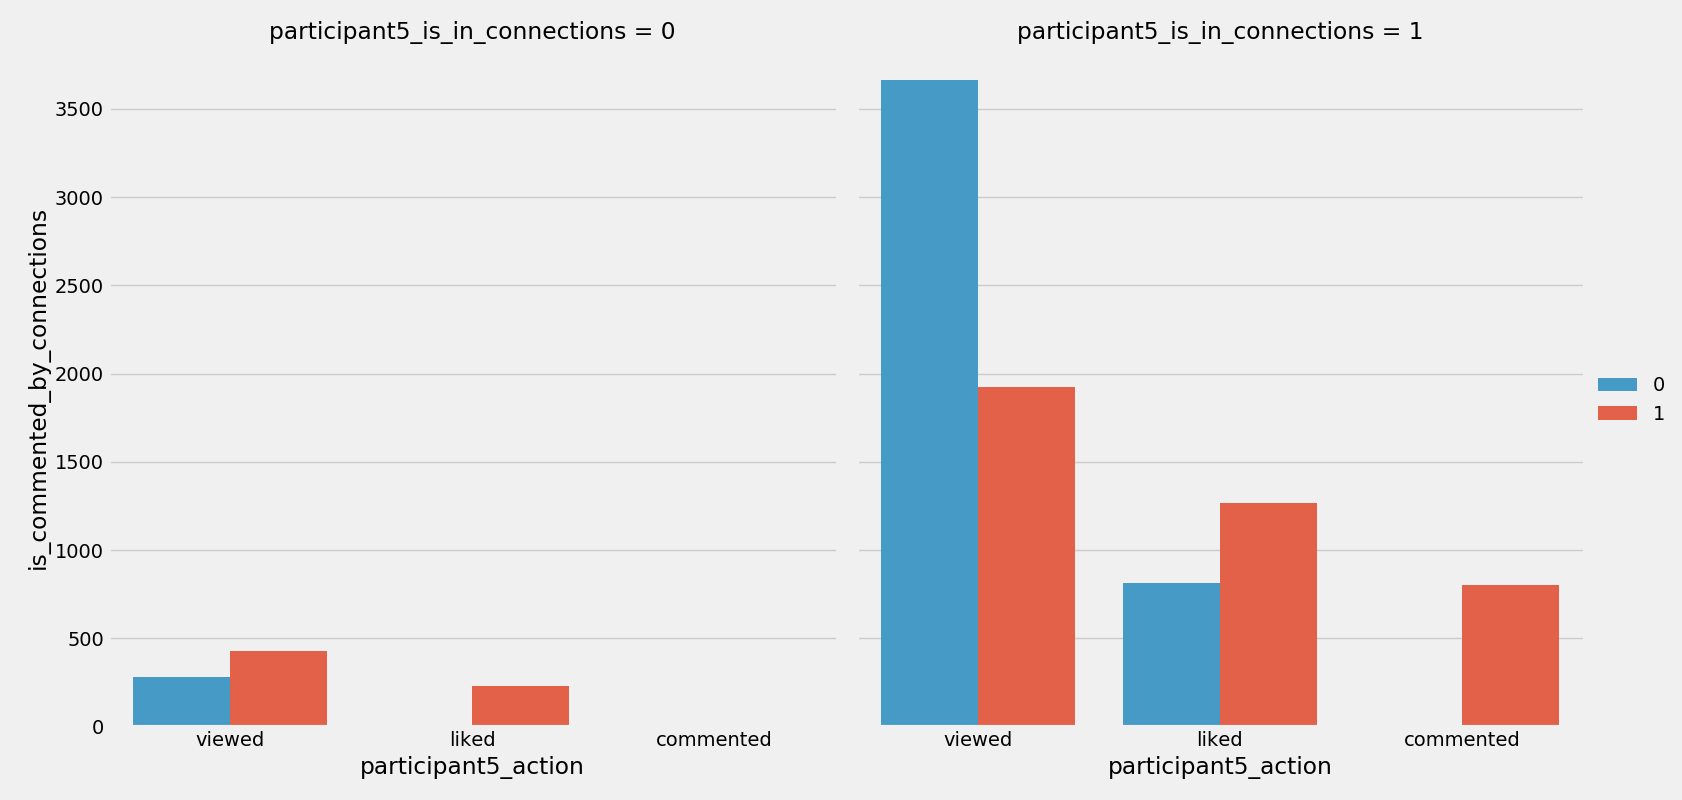 participant5_is_in_connections = 0
participant5_is_in_connections = 1
is_commented_by_connections
3500
3000
2500
2000
1500
1000
500
0
viewed
liked
commented
viewed
liked
commented
participant5_action
participant5_action
0
1